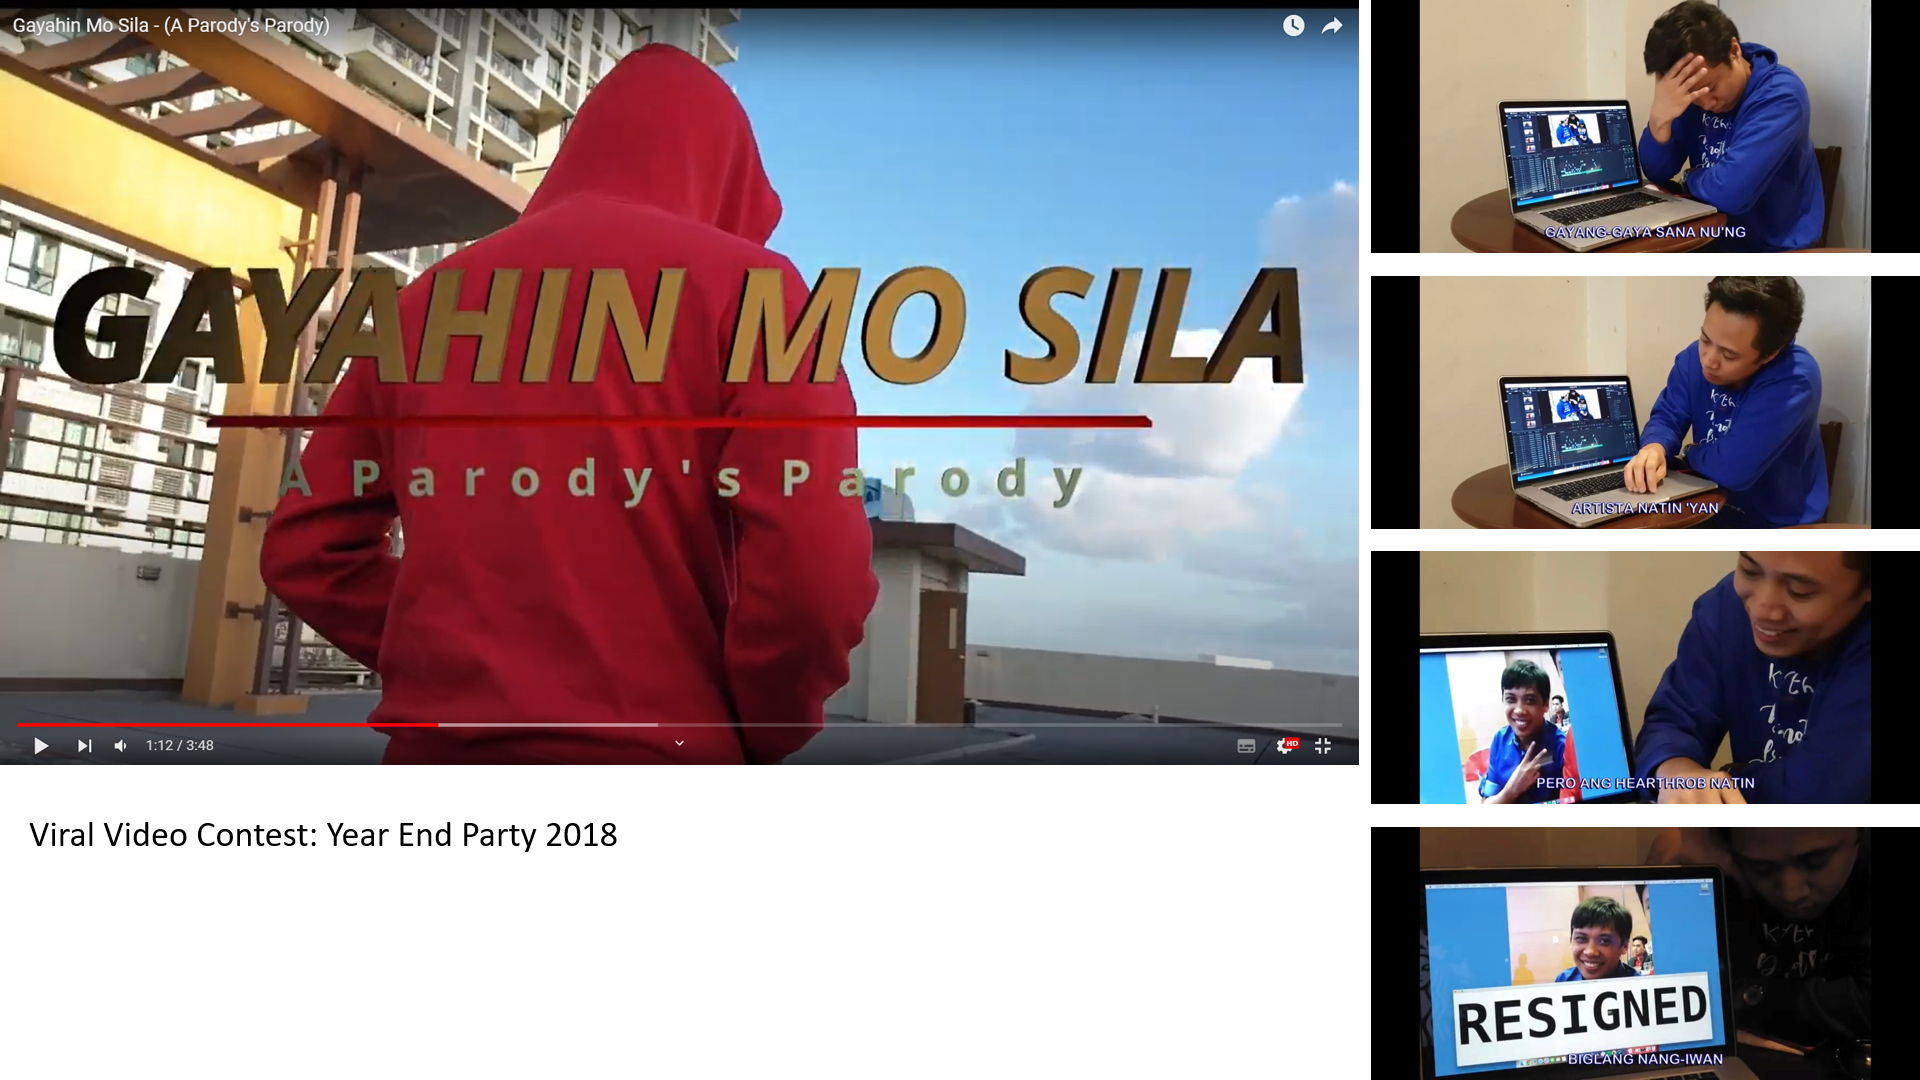 Gayahin Mo Sila - (A Parody's Parody)
GAYAHIN MO SILA
A Parody's Parody
1:12 / 3:48
HD
Viral Video Contest: Year End Party 2018
GAYANG-GAYA SANA NU'NG
ARTISTA NATIN 'YAN
PERO ANG HEARTHROB NATIN
RESIGNED
BIGLANG NANG-IWAN